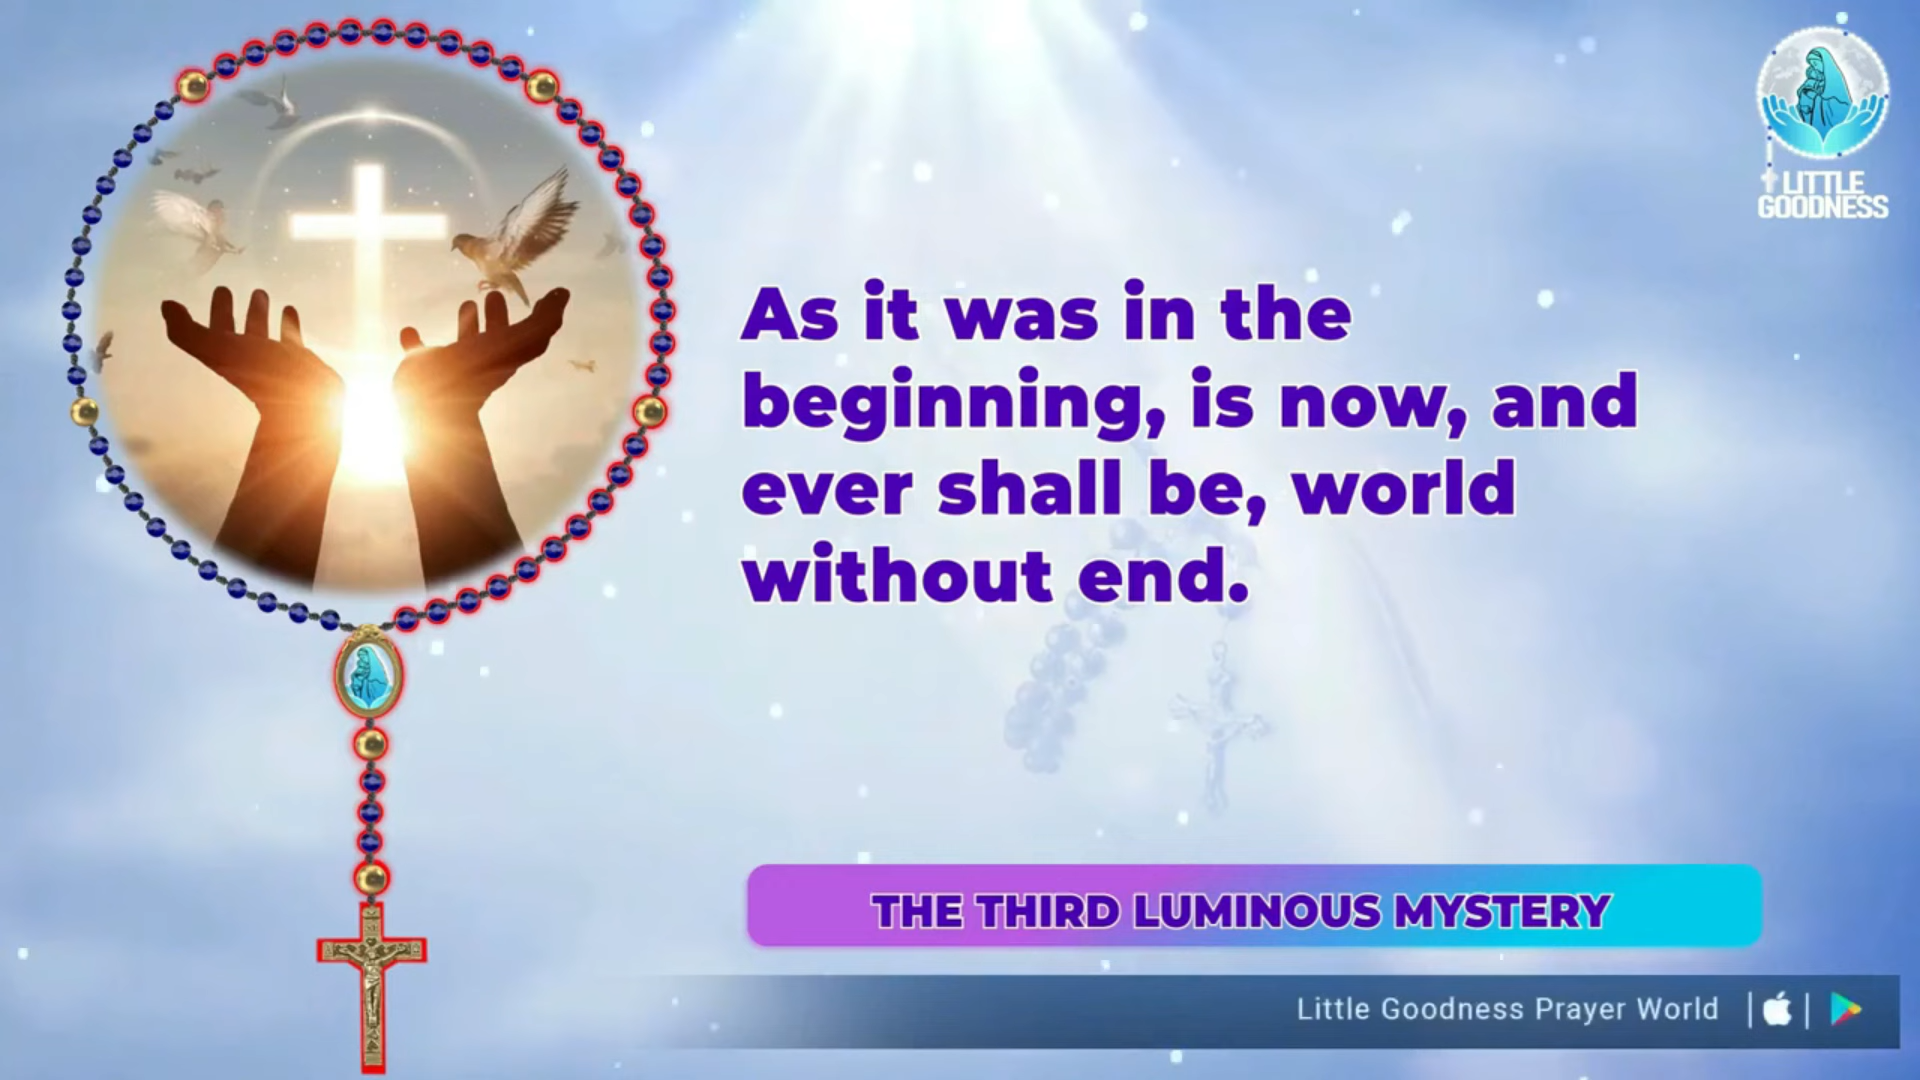 LITTLE
GOODNESS
As it was in the
beginning, is now, and
ever shall be, world
without end.
THE THIRD LUMINOUS MYSTERY
Little Goodness Prayer World